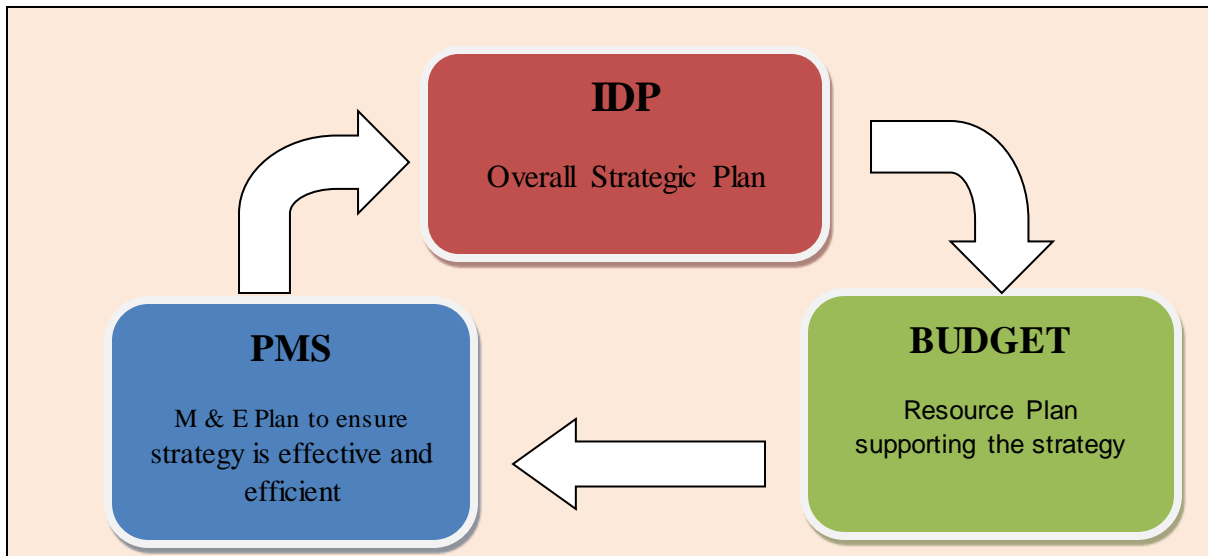 IDP
Overall Strategic Plan
PMS
M & E Plan to ensure
strategy is effective and
efficient
BUDGET
Resource Plan
supporting the strategy